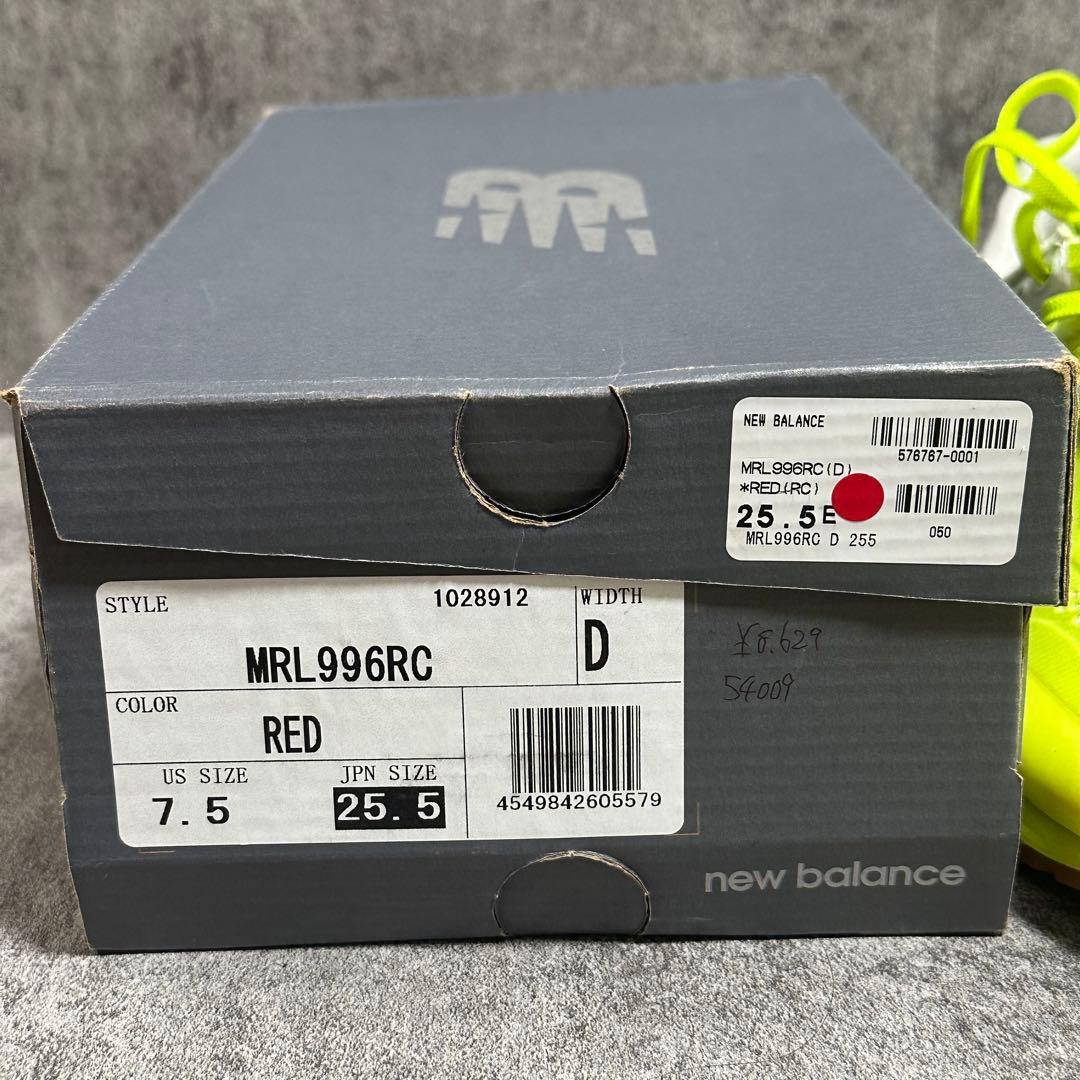 NEW BALANCE
576767-0001
MRL996RC(D)
*RED(RC)
25.5E
050
MRL996RC D 255
STYLE
1028912
WIDTH
MRL996RC
D
COLOR
RED
US SIZE
JPN SIZE
7.5
25.5
4549842605579
¥8.629
54009
new balance